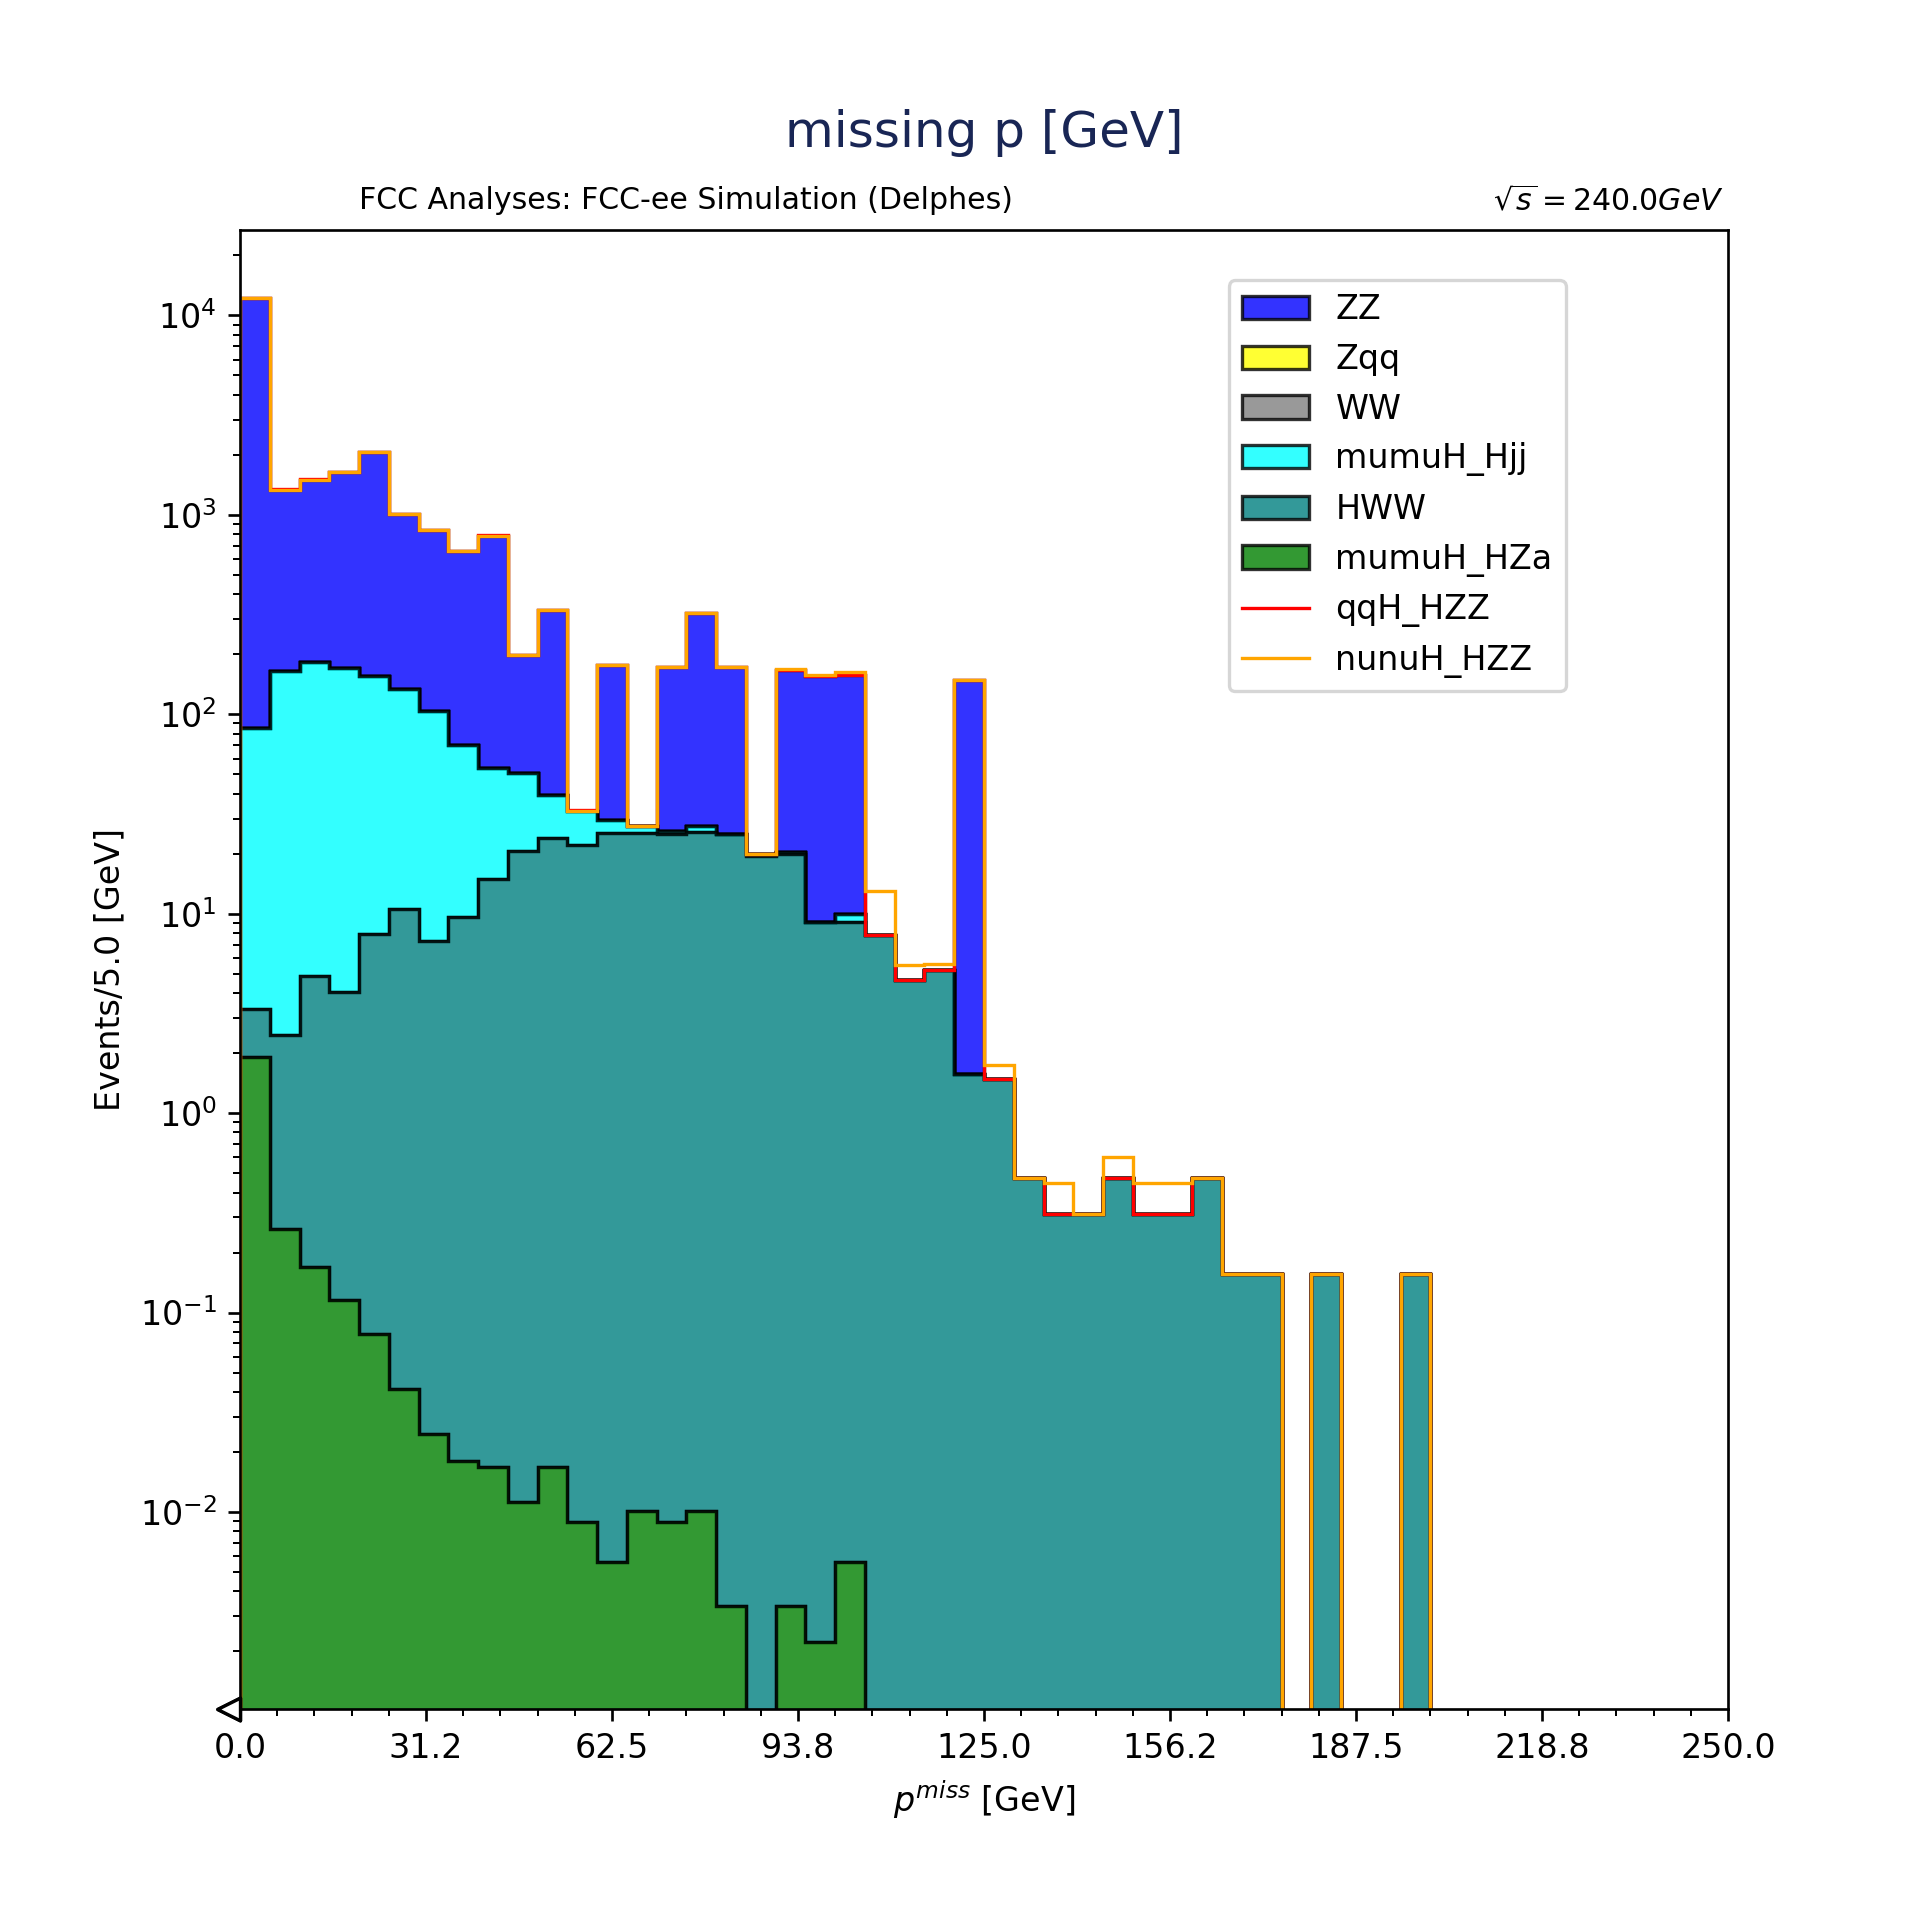 missing p [GeV]
FCC Analyses: FCC-ee Simulation (Delphes)
√s = 240.0GeV
ZZ
Zqq
WW
mumuH_Hjj
HWW
mumuH_HZa
qqH_HZZ
nunuH_HZZ
Events/5.0 [GeV]
10⁴
10³
10²
10¹
10⁰
10⁻¹
10⁻²
0.0 31.2 62.5 93.8 125.0 156.2 187.5 218.8 250.0
pᵐⁱˢˢ [GeV]